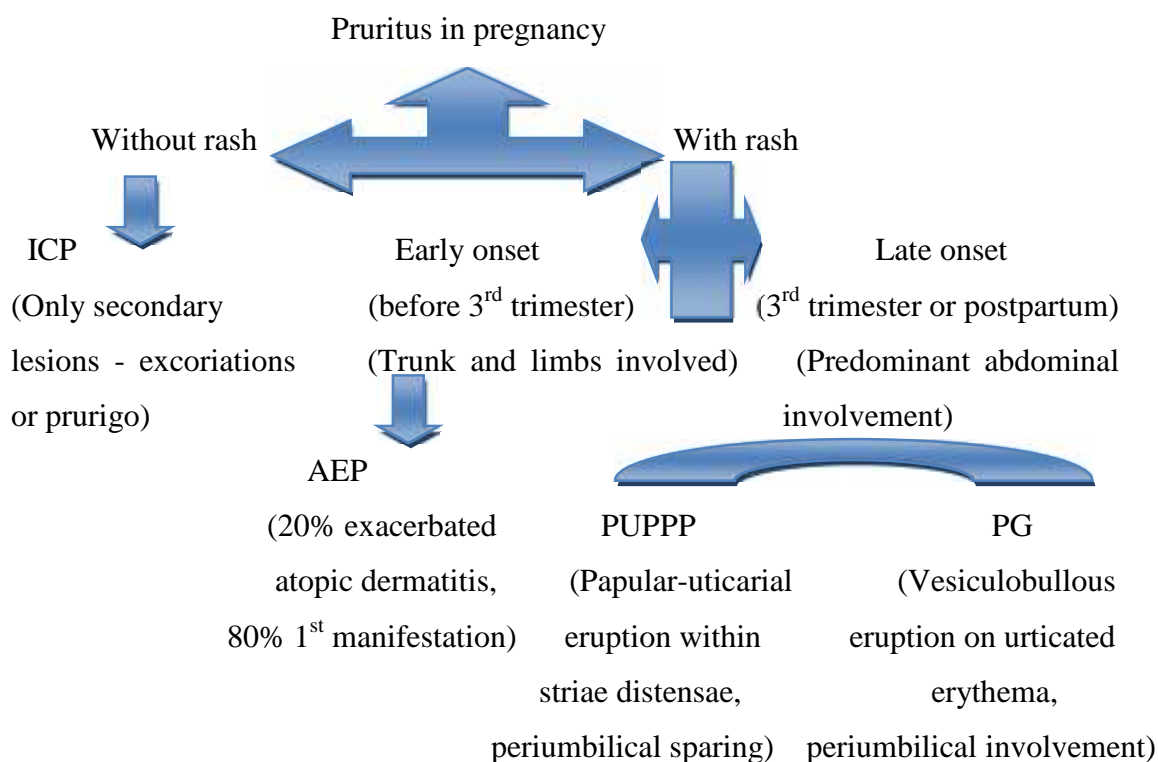 Pruritus in pregnancy
Without rash
With rash
ICP
(Only secondary
lesions - excoriations
or prurigo)
Early onset
(before 3rd trimester)
(Trunk and limbs involved)
Late onset
(3rd trimester or postpartum)
(Predominant abdominal
involvement)
AEP
(20% exacerbated
atopic dermatitis,
80% 1st manifestation)
PUPPP
(Papular-uticarial
eruption within
striae distensae,
periumbilical sparing)
PG
(Vesiculobullous
eruption on urticated
erythema,
periumbilical involvement)